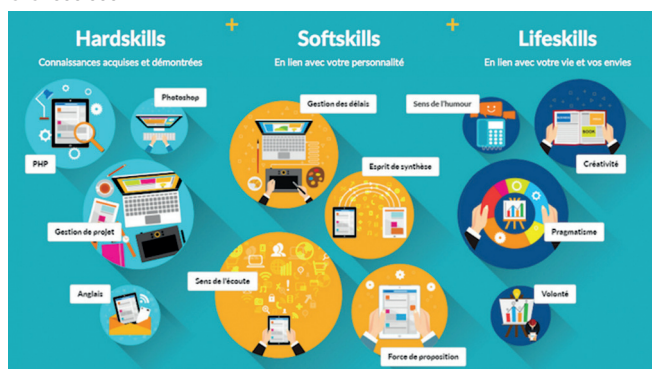 Hardskills
Connaissances acquises et démontrées
Photoshop
PHP
Gestion de projet
Anglais
+
Softskills
En lien avec votre personnalité
Gestion des délais
Esprit de synthèse
Sens de l'écoute
Force de proposition
+
Lifeskills
En lien avec votre vie et vos envies
Sens de l'humour
BOOK
Créativité
Pragmatisme
Volonté